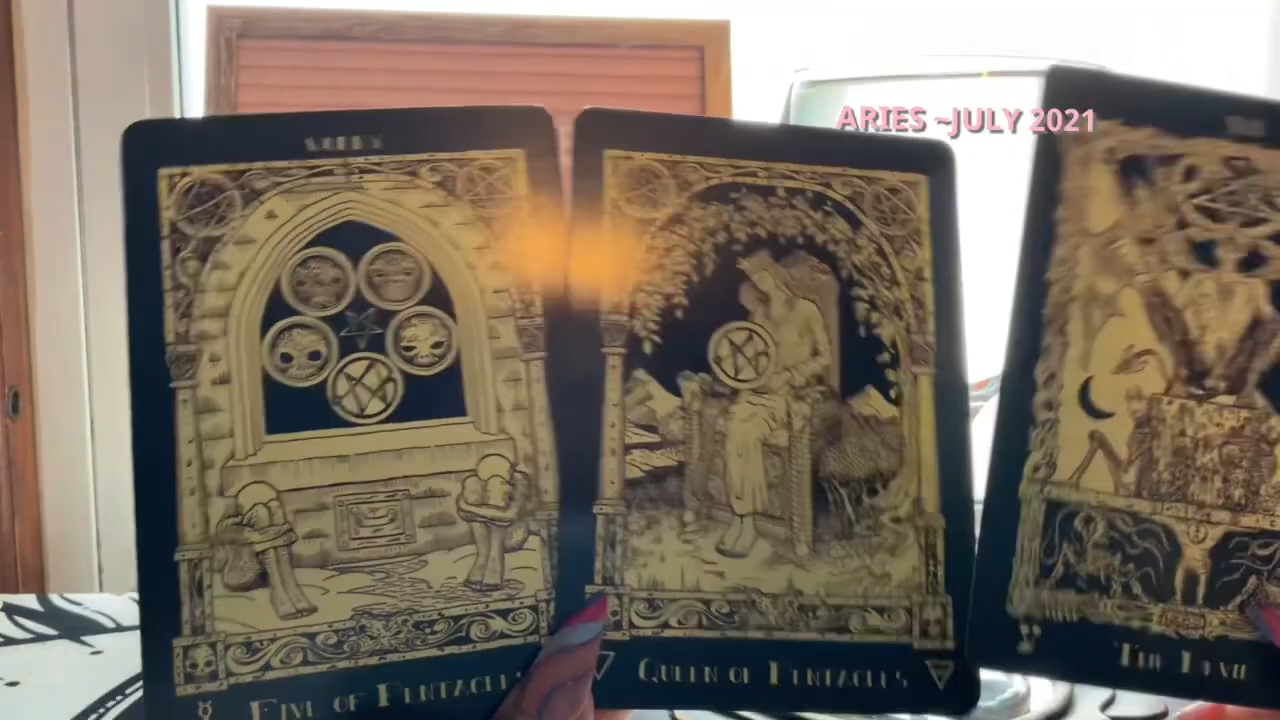 ARIES ~JULY 2021
FIVE OF PENTACLES
QUEEN OF PENTACLES
THE DEVIL